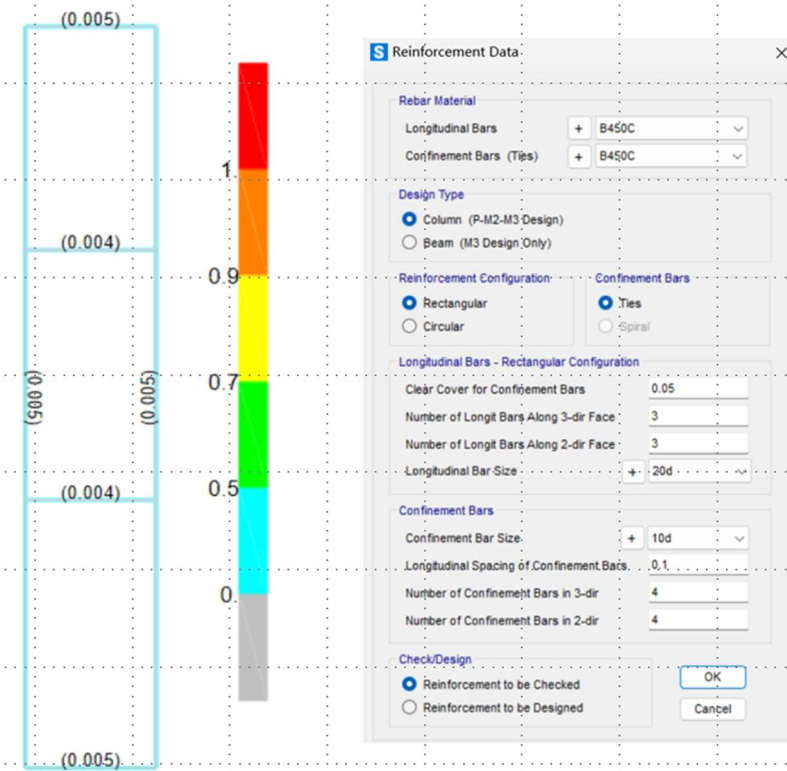 (0.005)
(0.004)
(0.005)
(0.005)
(0.004)
(0.005)
1.
0.9
0.7
0.5
0.
S Reinforcement Data
Rebar Material
Longitudinal Bars + B450C
Confinement Bars (Ties) + B450C
Design Type
Column (P-M2-M3 Design)
Beam (M3 Design Only)
Reinforcement Configuration
Rectangular
Circular
Confinement Bars
Ties
Spiral
Longitudinal Bars - Rectangular Configuration
Clear Cover for Confinement Bars 0.05
Number of Longit Bars Along 3-dir Face 3
Number of Longit Bars Along 2-dir Face 3
Longitudinal Bar Size + 20d
Confinement Bars
Confinement Bar Size + 10d
Longitudinal Spacing of Confinement Bars 0.1
Number of Confinement Bars in 3-dir 4
Number of Confinement Bars in 2-dir 4
Check/Design
Reinforcement to be Checked
Reinforcement to be Designed
OK
Cancel